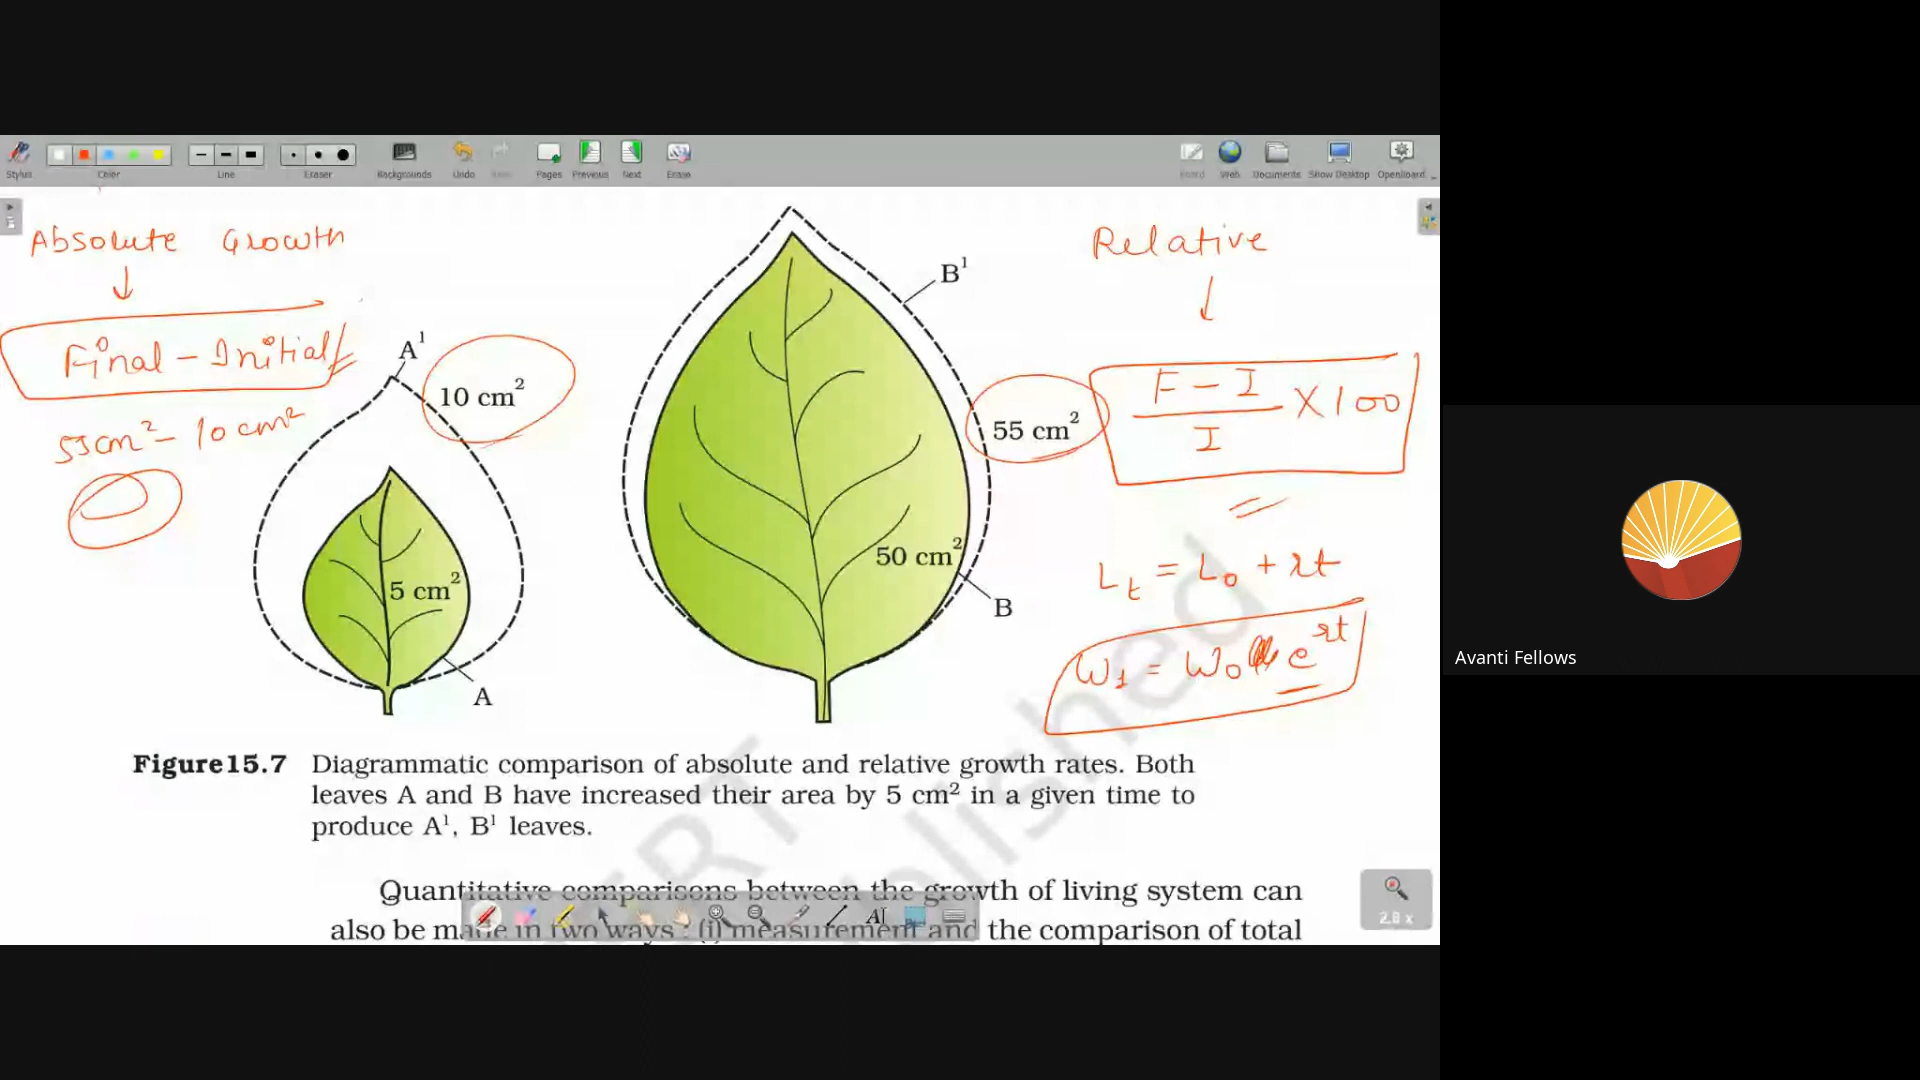 Stylus
Color
Line
Eraser
Backgrounds
Undo
Pages
Previous
Next
Erase
Board
Web
Documents
Show Desktop
OpenBoard
Absolute Growth
Final - Initial
55cm² - 10cm²
A¹
10 cm²
5 cm²
A
B¹
55 cm²
50 cm²
B
Relative
F - I
I
X 100
Lt = L0 + rt
W1 = W0 e^rt
Figure15.7 Diagrammatic comparison of absolute and relative growth rates. Both
leaves A and B have increased their area by 5 cm² in a given time to
produce A¹, B¹ leaves.
Quantitative comparisons between the growth of living system can
also be made in two ways : (i) measurement and the comparison of total
2.8 x
Avanti Fellows